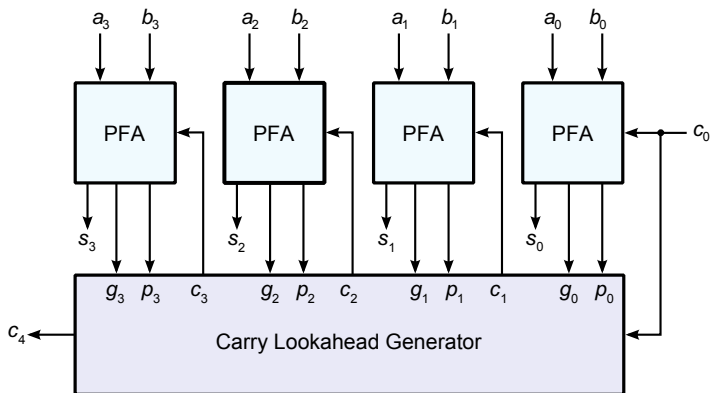 a₃ b₃ a₂ b₂ a₁ b₁ a₀ b₀
PFA PFA PFA PFA c₀
s₃ s₂ s₁ s₀
g₃ p₃ c₃ g₂ p₂ c₂ g₁ p₁ c₁ g₀ p₀
c₄ Carry Lookahead Generator